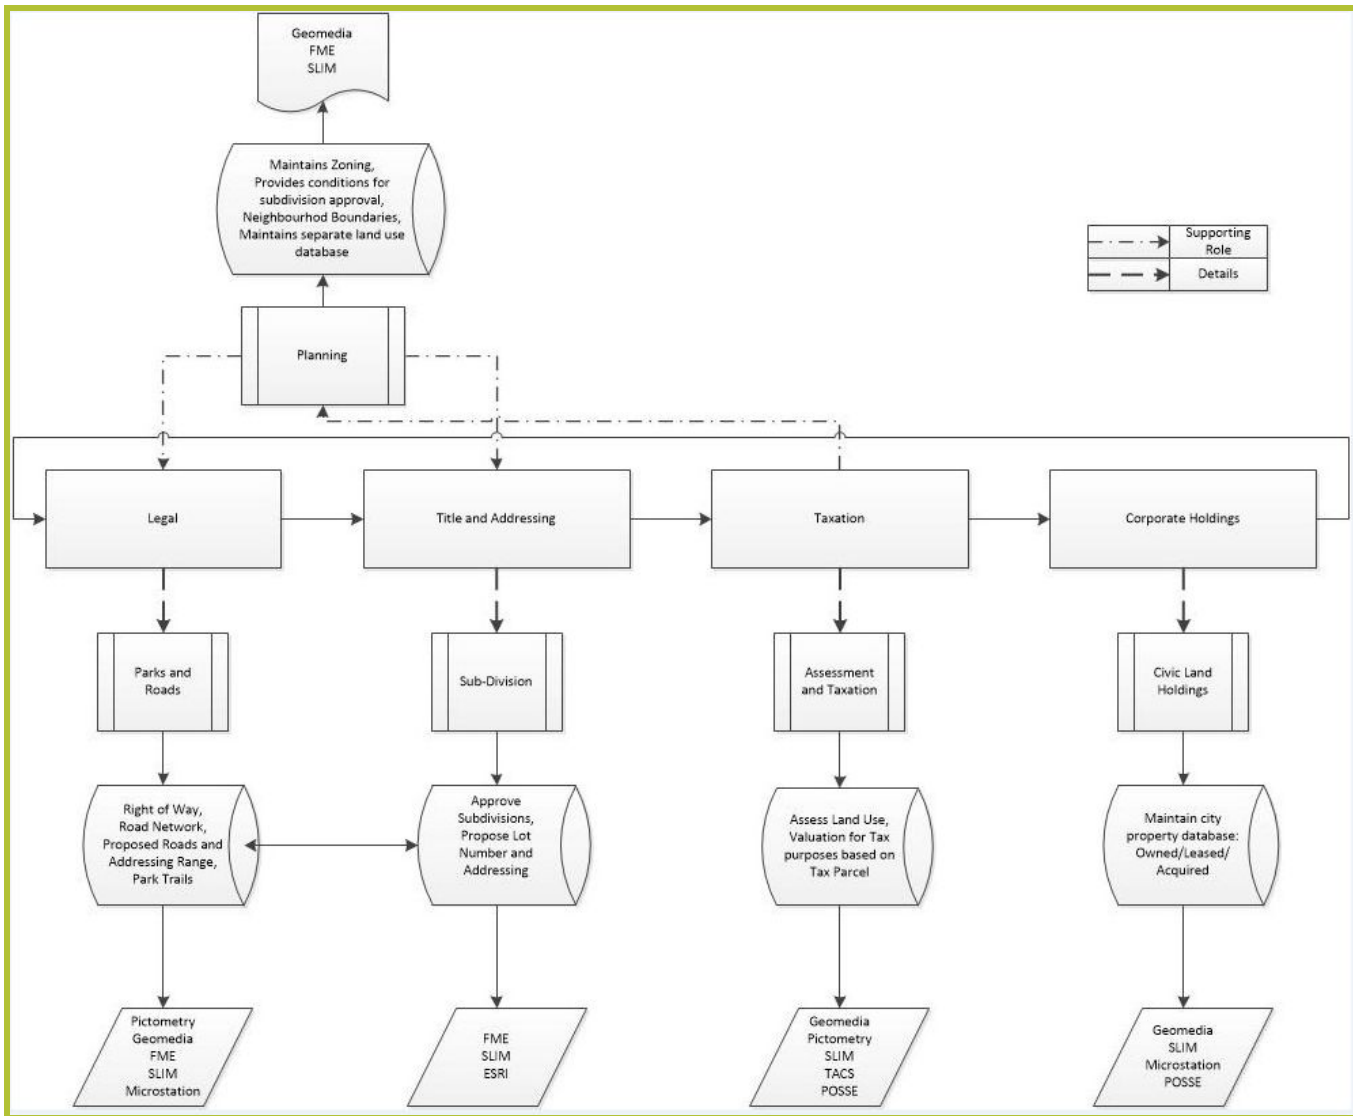 Geomedia
FME
SLIM
Maintains Zoning,
Provides conditions for
subdivision approval,
Neighbourhod Boundaries,
Maintains separate land use
database
Supporting
Role
Details
Planning
Legal
Title and Addressing
Taxation
Corporate Holdings
Parks and
Roads
Sub-Division
Assessment
and Taxation
Civic Land
Holdings
Right of Way,
Road Network,
Proposed Roads and
Addressing Range,
Park Trails
Approve
Subdivisions,
Propose Lot
Number and
Addressing
Assess Land Use,
Valuation for Tax
purposes based on
Tax Parcel
Maintain city
property database:
Owned/Leased/
Acquired
Pictometry
Geomedia
FME
SLIM
Microstation
FME
SLIM
ESRI
Geomedia
Pictometry
SLIM
TACS
POSSE
Geomedia
SLIM
Microstation
POSSE